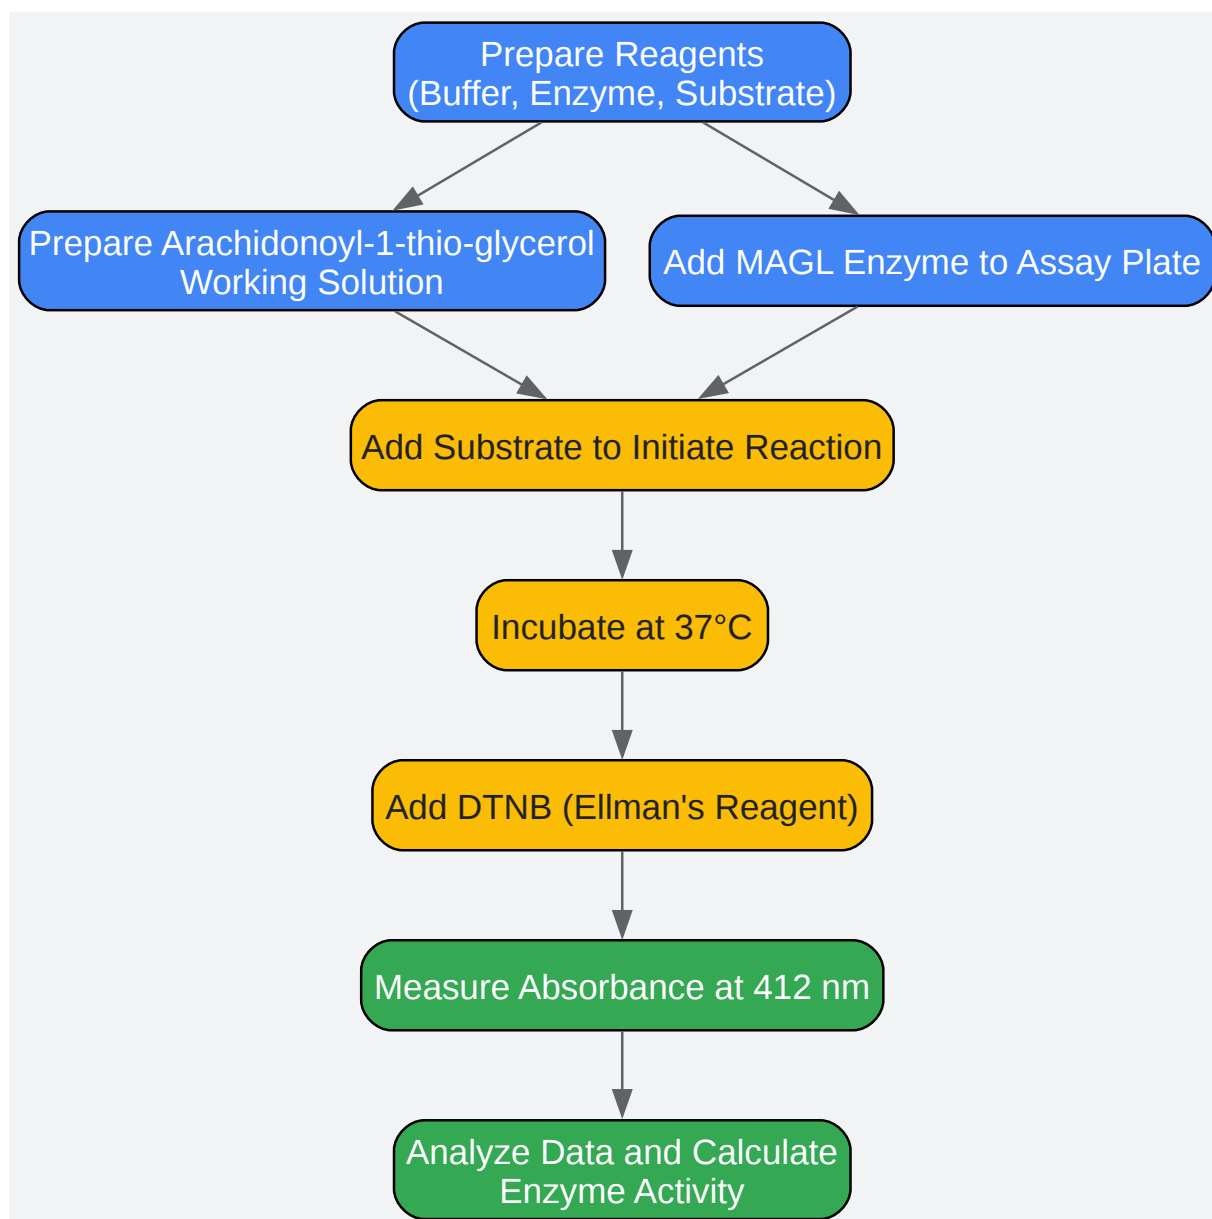 Prepare Reagents
(Buffer, Enzyme, Substrate)
Prepare Arachidonoyl-1-thio-glycerol
Working Solution
Add MAGL Enzyme to Assay Plate
Add Substrate to Initiate Reaction
Incubate at 37°C
Add DTNB (Ellman's Reagent)
Measure Absorbance at 412 nm
Analyze Data and Calculate
Enzyme Activity